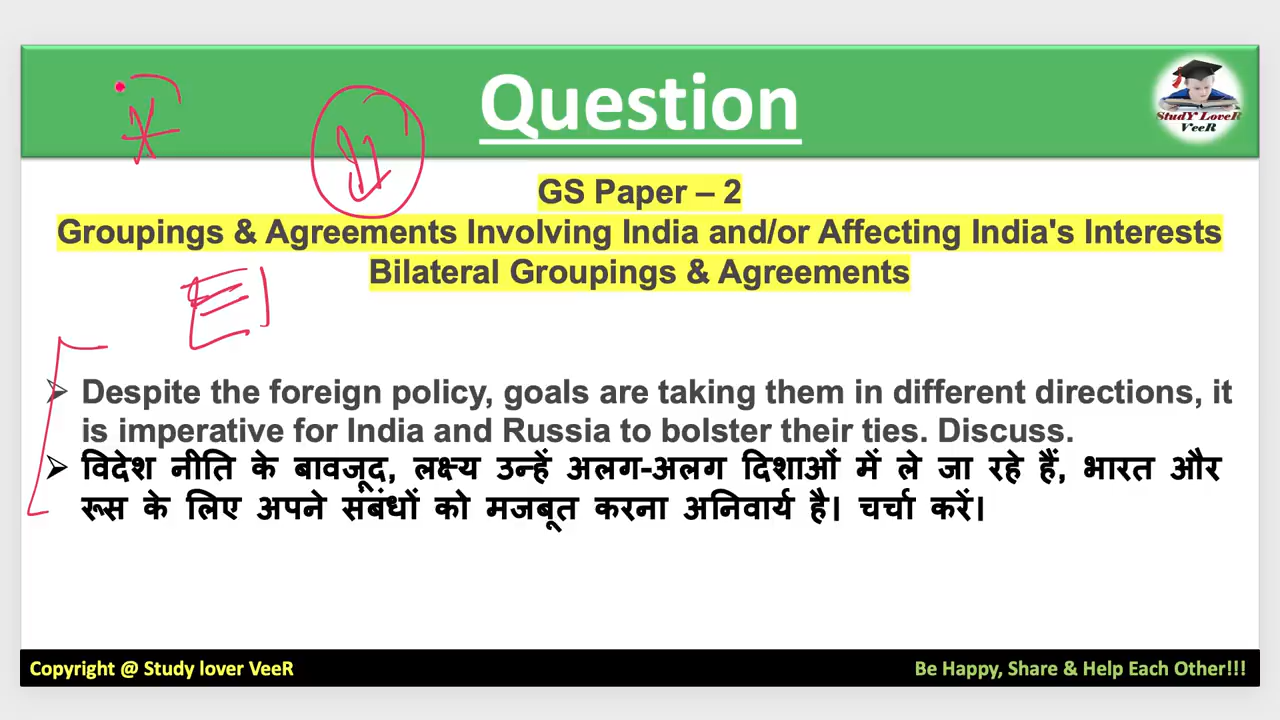 Question
StudY LoveR
VeeR
GS Paper – 2
Groupings & Agreements Involving India and/or Affecting India's Interests
Bilateral Groupings & Agreements
➢ Despite the foreign policy, goals are taking them in different directions, it
is imperative for India and Russia to bolster their ties. Discuss.
➢ विदेश नीति के बावजूद, लक्ष्य उन्हें अलग-अलग दिशाओं में ले जा रहे हैं, भारत और
रूस के लिए अपने संबंधों को मजबूत करना अनिवार्य है। चर्चा करें।
Copyright @ Study lover VeeR
Be Happy, Share & Help Each Other!!!